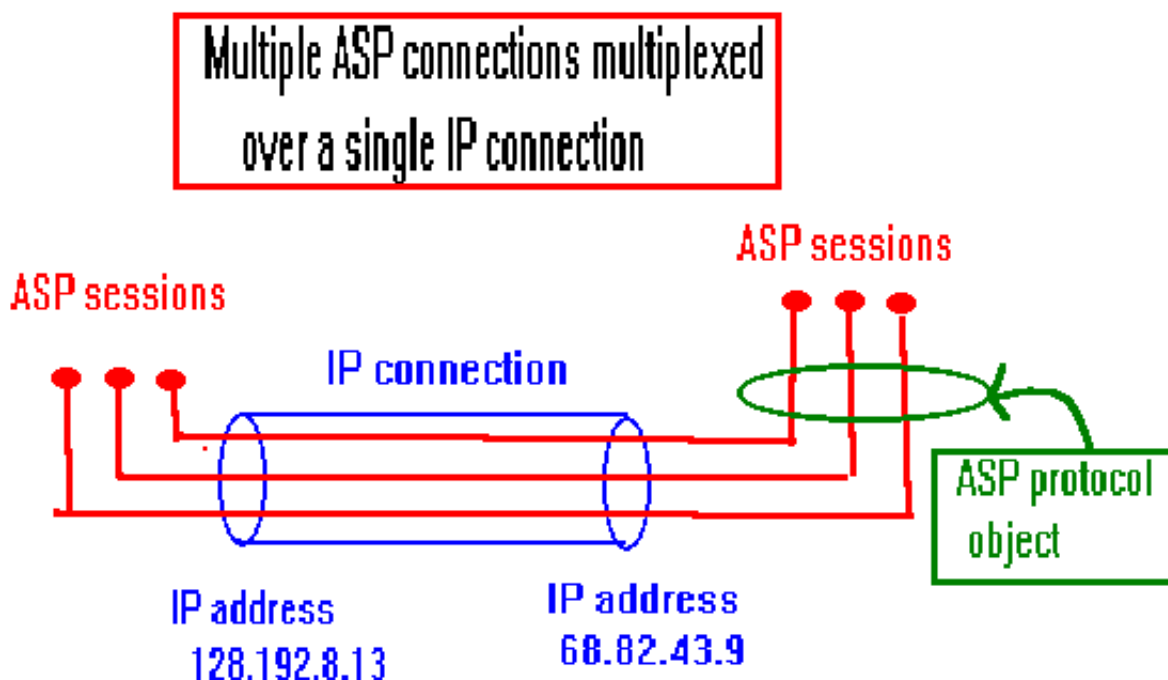 Multiple ASP connections multiplexed
over a single IP connection
ASP sessions
ASP sessions
IP connection
ASP protocol
object
IP address
128.192.8.13
IP address
68.82.43.9